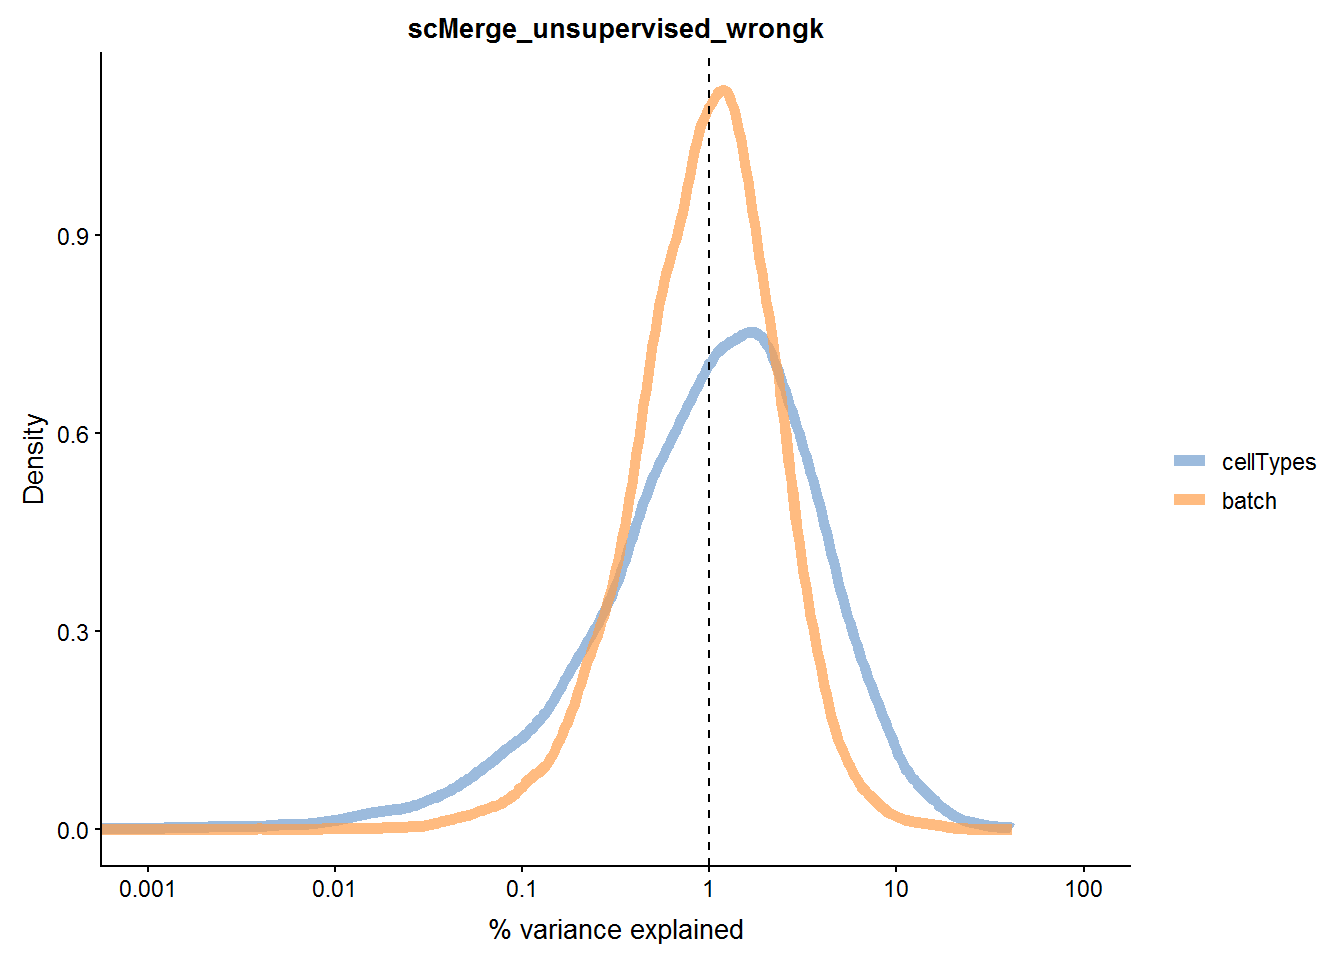 scMerge_unsupervised_wrongk
0.9
0.6
0.3
0.0
Density
0.001 0.01 0.1 1 10 100
% variance explained
cellTypes
batch